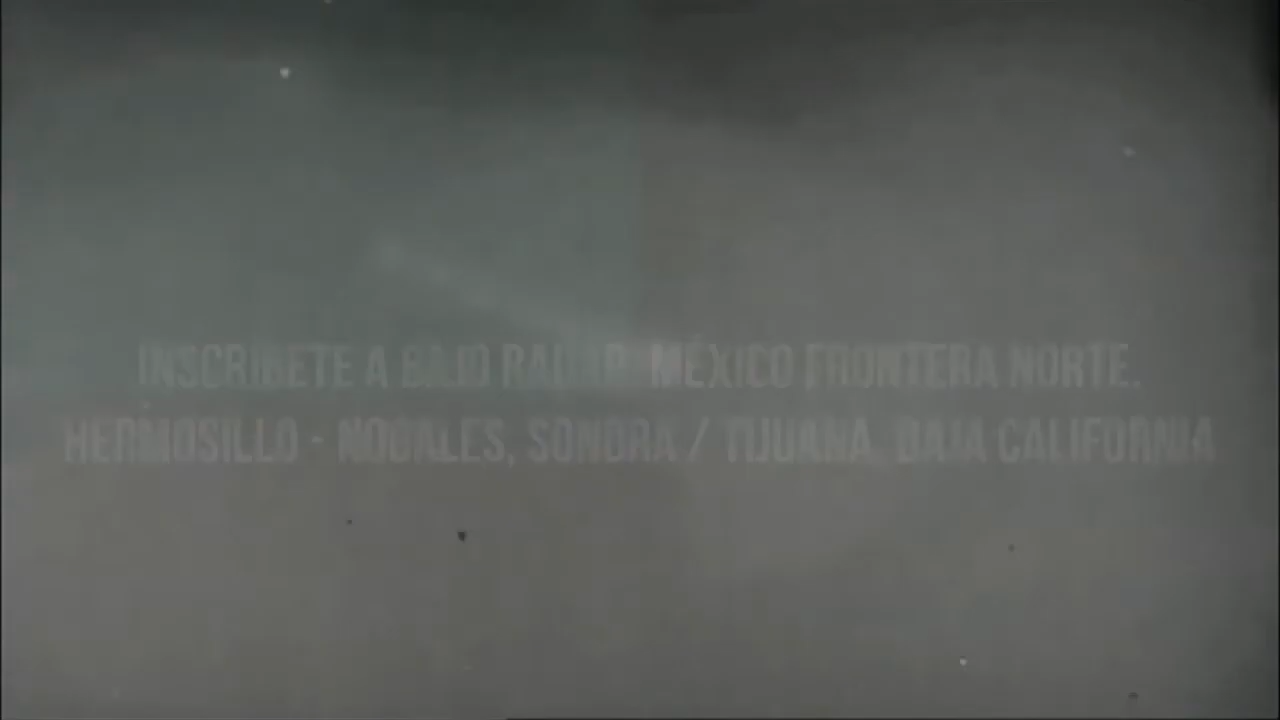 INSCRIBETE A BAJO RADAR MÉXICO FRONTERA NORTE.
HERMOSILLO - NOGALES, SONORA / TIJUANA, BAJA CALIFORNIA